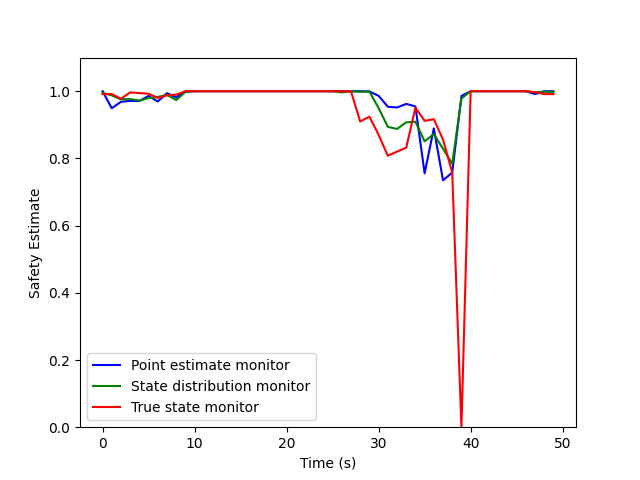 1.0
0.8
0.6
0.4
0.2
0.0
Safety Estimate
Point estimate monitor
State distribution monitor
True state monitor
0 10 20 30 40 50
Time (s)